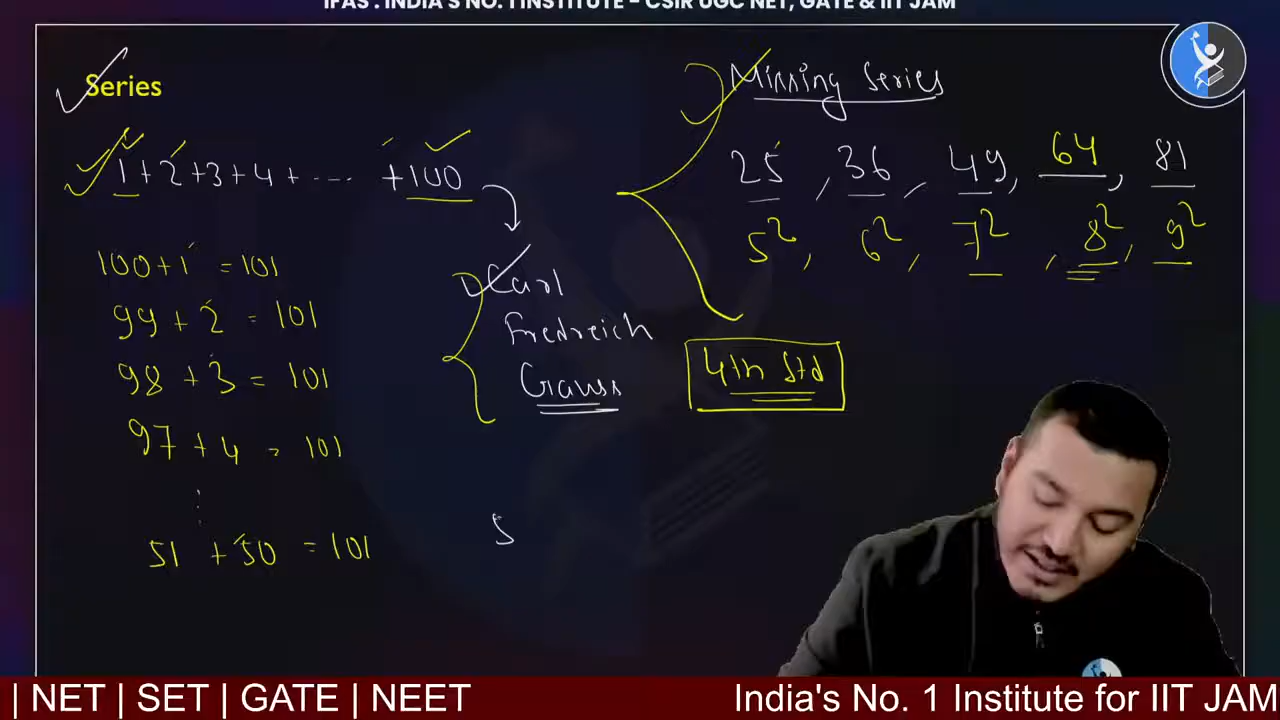 IFAS : INDIA'S NO. 1 INSTITUTE - CSIR UGC NET, GATE & IIT JAM
Series
1 + 2 + 3 + 4 + .... + 100
100 + 1 = 101
99 + 2 = 101
98 + 3 = 101
97 + 4 = 101
⋮
51 + 50 = 101
Carl
Fredreich
Gauss
5
Missing Series
25, 36, 49, 64, 81
5², 6², 7², 8², 9²
4th Std
| NET | SET | GATE | NEET
India's No. 1 Institute for IIT JAM